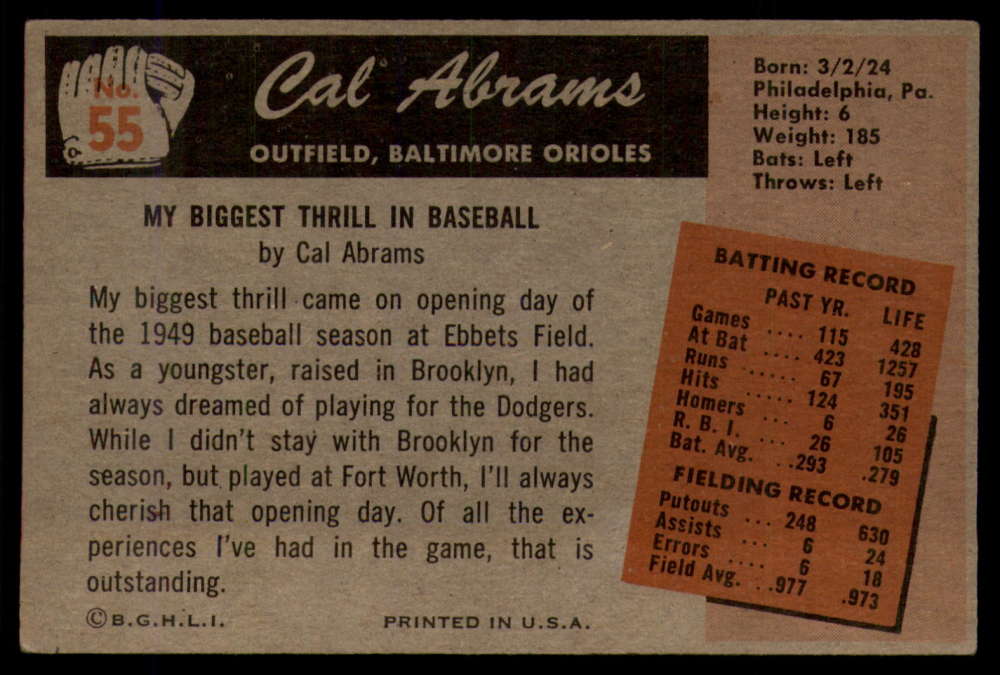 No.
55
Cal Abrams
OUTFIELD, BALTIMORE ORIOLES
Born: 3/2/24
Philadelphia, Pa.
Height: 6
Weight: 185
Bats: Left
Throws: Left
MY BIGGEST THRILL IN BASEBALL
by Cal Abrams
My biggest thrill came on opening day of
the 1949 baseball season at Ebbets Field.
As a youngster, raised in Brooklyn, I had
always dreamed of playing for the Dodgers.
While I didn't stay with Brooklyn for the
season, but played at Fort Worth, I'll always
cherish that opening day. Of all the ex-
periences I've had in the game, that is
outstanding.
©B.G.H.L.I.
PRINTED IN U.S.A.
BATTING RECORD
PAST YR. LIFE
Games .... 115 428
At Bat .... 423 1257
Runs ...... 67 195
Hits ..... 124 351
Homers ... 6 26
R. B. I. ... 26 105
Bat. Avg. ..293 .279
FIELDING RECORD
Putouts ... 248 630
Assists ... 6 24
Errors .... 6 18
Field Avg. ..977 .973